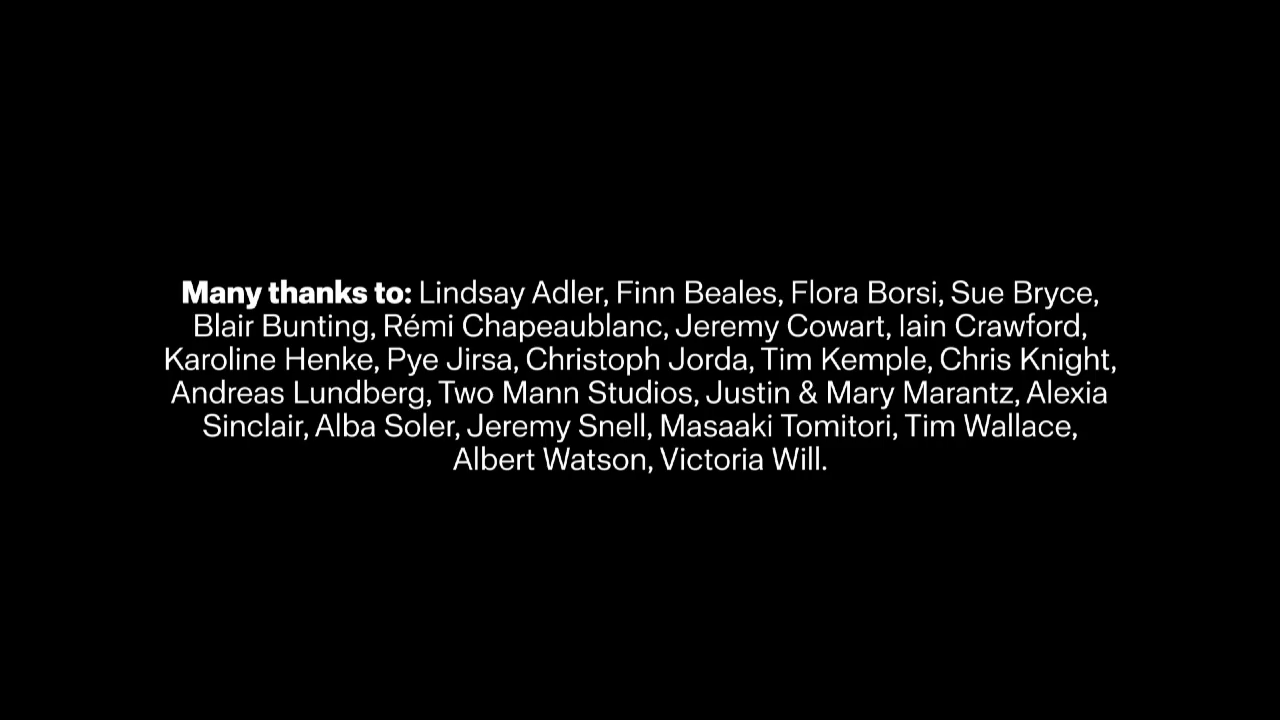 Many thanks to: Lindsay Adler, Finn Beales, Flora Borsi, Sue Bryce,
Blair Bunting, Rémi Chapeaublanc, Jeremy Cowart, Iain Crawford,
Karoline Henke, Pye Jirsa, Christoph Jorda, Tim Kemple, Chris Knight,
Andreas Lundberg, Two Mann Studios, Justin & Mary Marantz, Alexia
Sinclair, Alba Soler, Jeremy Snell, Masaaki Tomitori, Tim Wallace,
Albert Watson, Victoria Will.